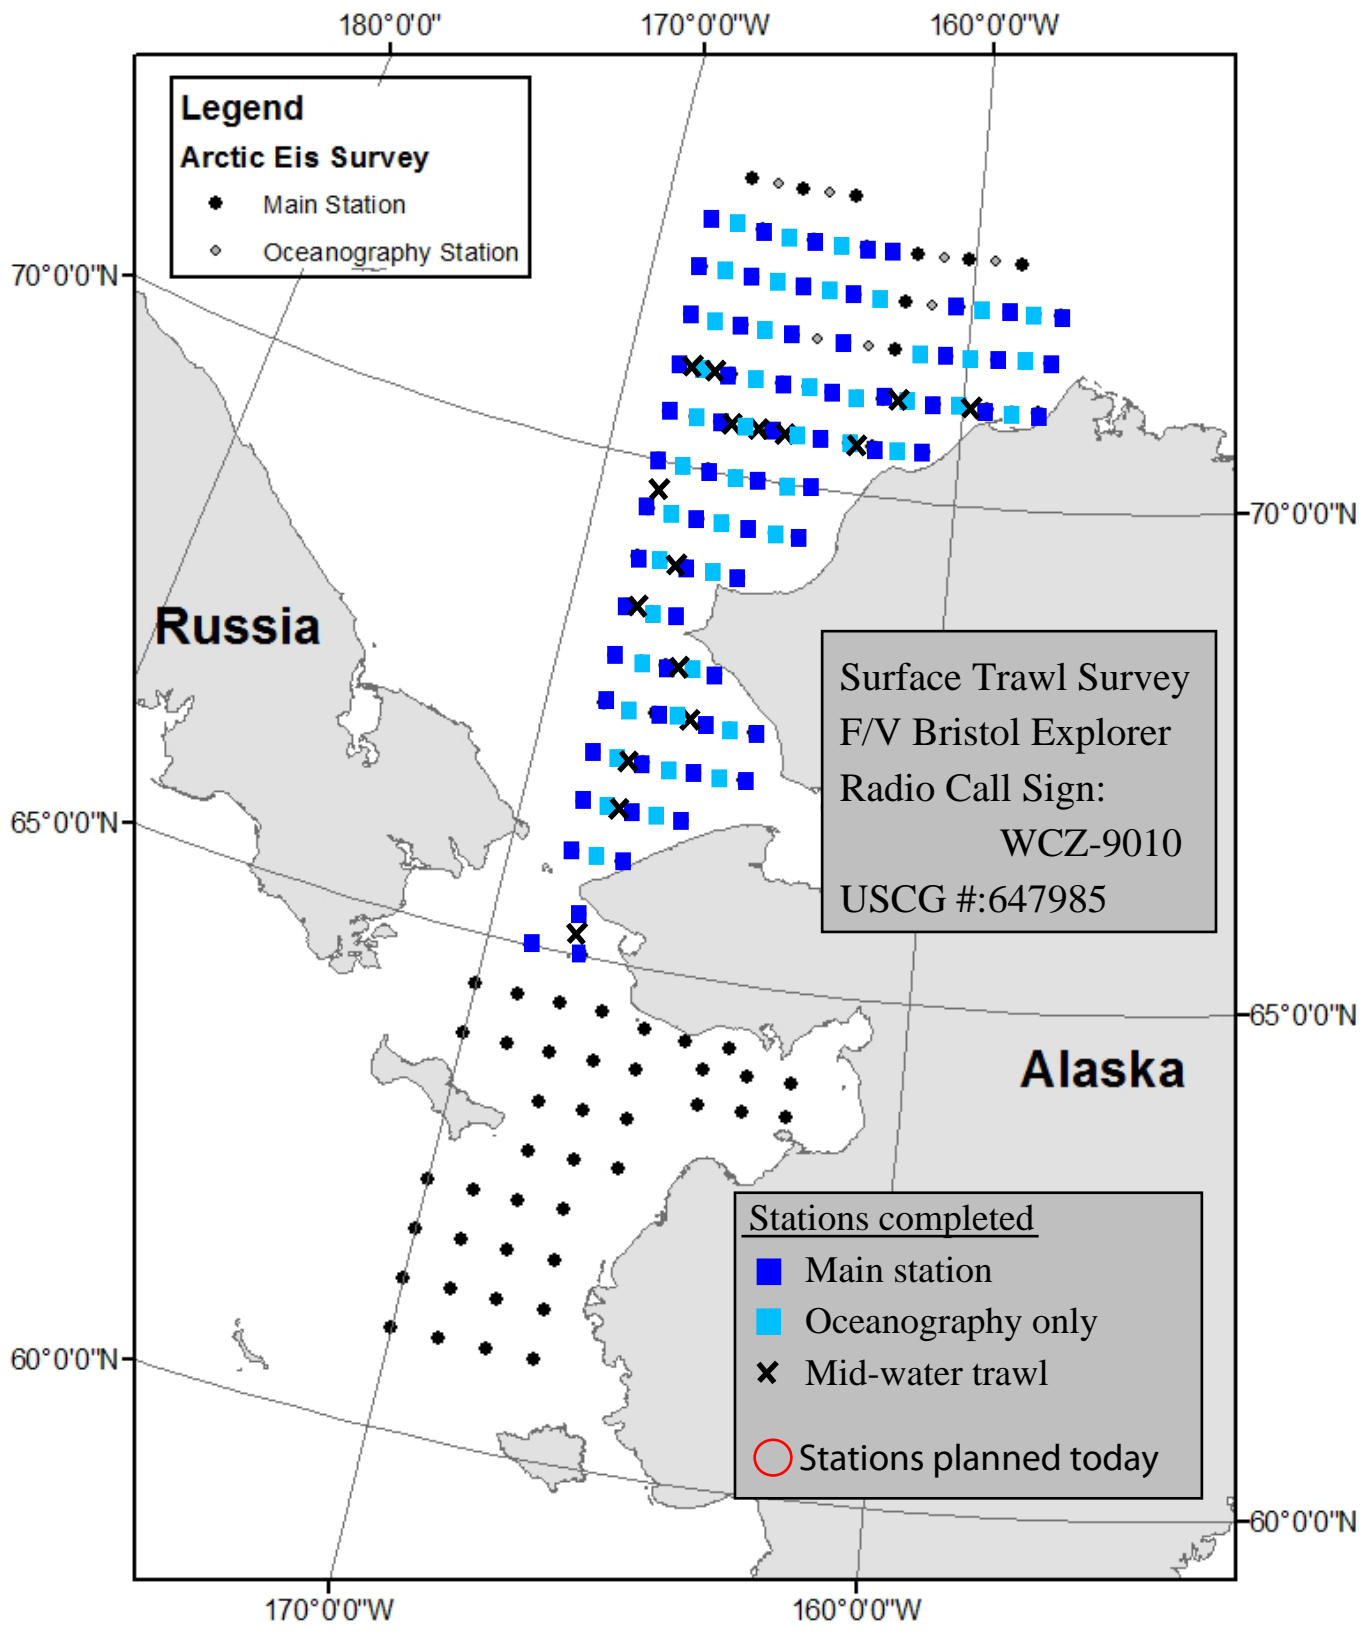 180°0'0"
170°0'0"W
160°0'0"W
Legend
Arctic Eis Survey
Main Station
Oceanography Station
70°0'0"N
70°0'0"N
Russia
Surface Trawl Survey
F/V Bristol Explorer
Radio Call Sign:
WCZ-9010
USCG #:647985
65°0'0"N
65°0'0"N
Alaska
Stations completed
Main station
Oceanography only
Mid-water trawl
Stations planned today
60°0'0"N
60°0'0"N
170°0'0"W
160°0'0"W